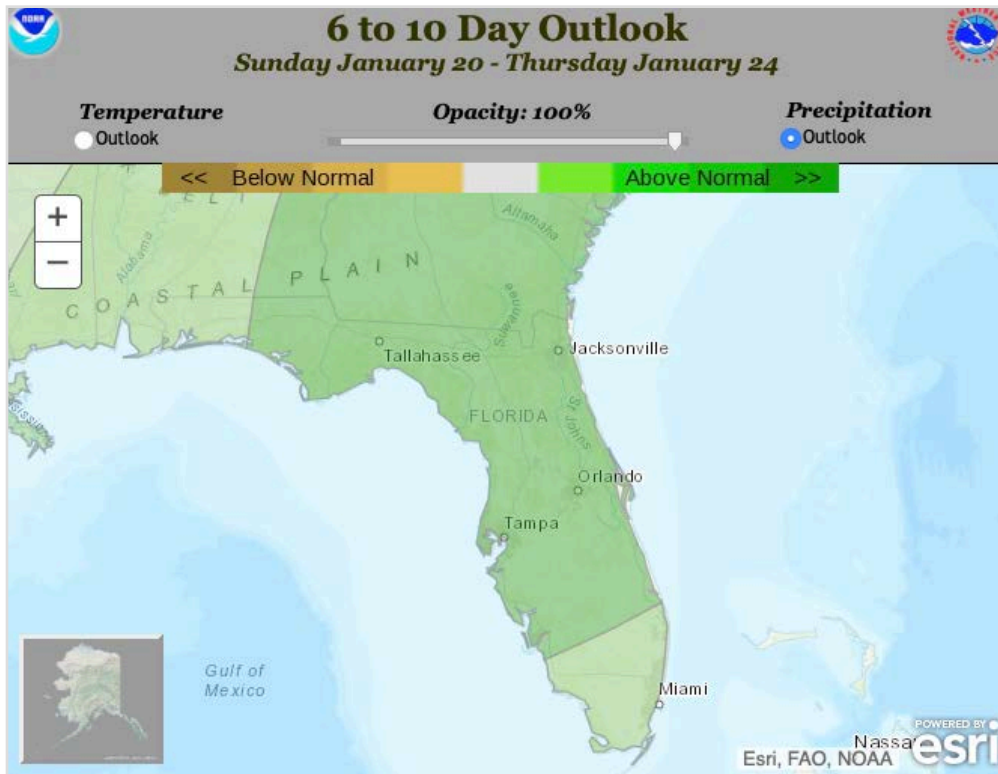 NOAA
6 to 10 Day Outlook
Sunday January 20 - Thursday January 24
Temperature
Outlook
Opacity: 100%
Precipitation
Outlook
<< Below Normal
Above Normal >>
+
−
COASTAL PLAIN
Alabama
Altamaha
Suwannee
Tallahassee
Jacksonville
FLORIDA
St Johns
Orlando
Tampa
Gulf of
Mexico
Miami
POWERED BY
esri
Esri, FAO, NOAA